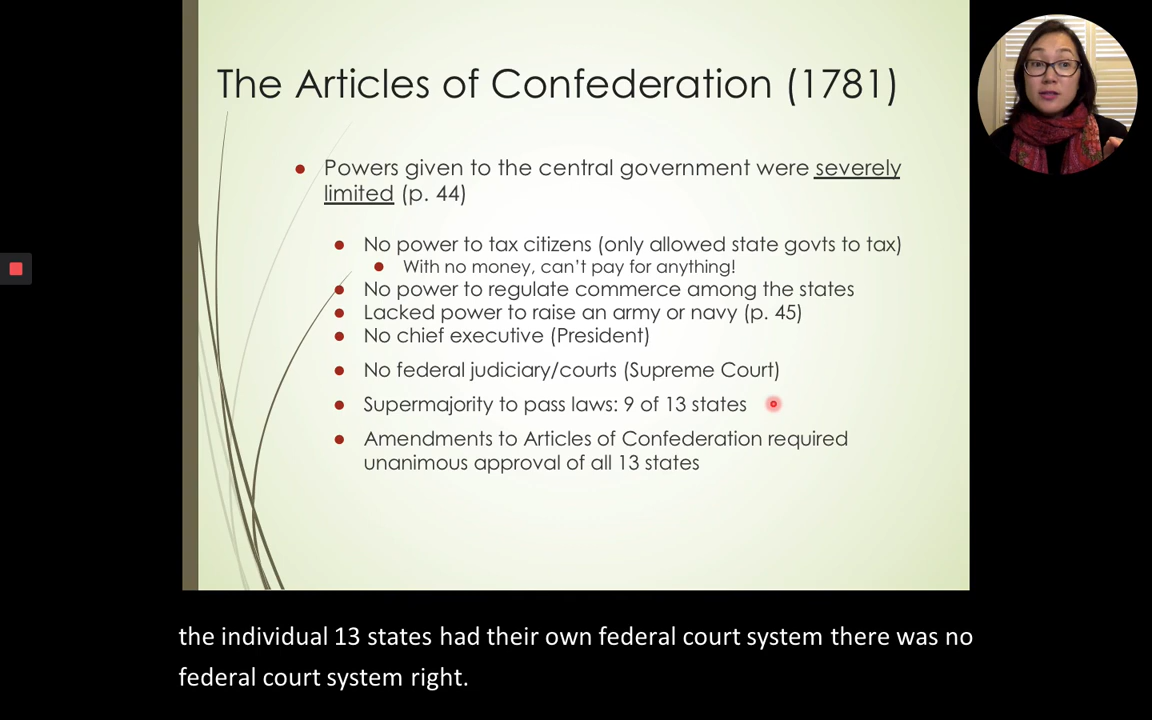 The Articles of Confederation (1781)
Powers given to the central government were severely
limited (p. 44)
No power to tax citizens (only allowed state govts to tax)
With no money, can't pay for anything!
No power to regulate commerce among the states
Lacked power to raise an army or navy (p. 45)
No chief executive (President)
No federal judiciary/courts (Supreme Court)
Supermajority to pass laws: 9 of 13 states
Amendments to Articles of Confederation required
unanimous approval of all 13 states
the individual 13 states had their own federal court system there was no
federal court system right.